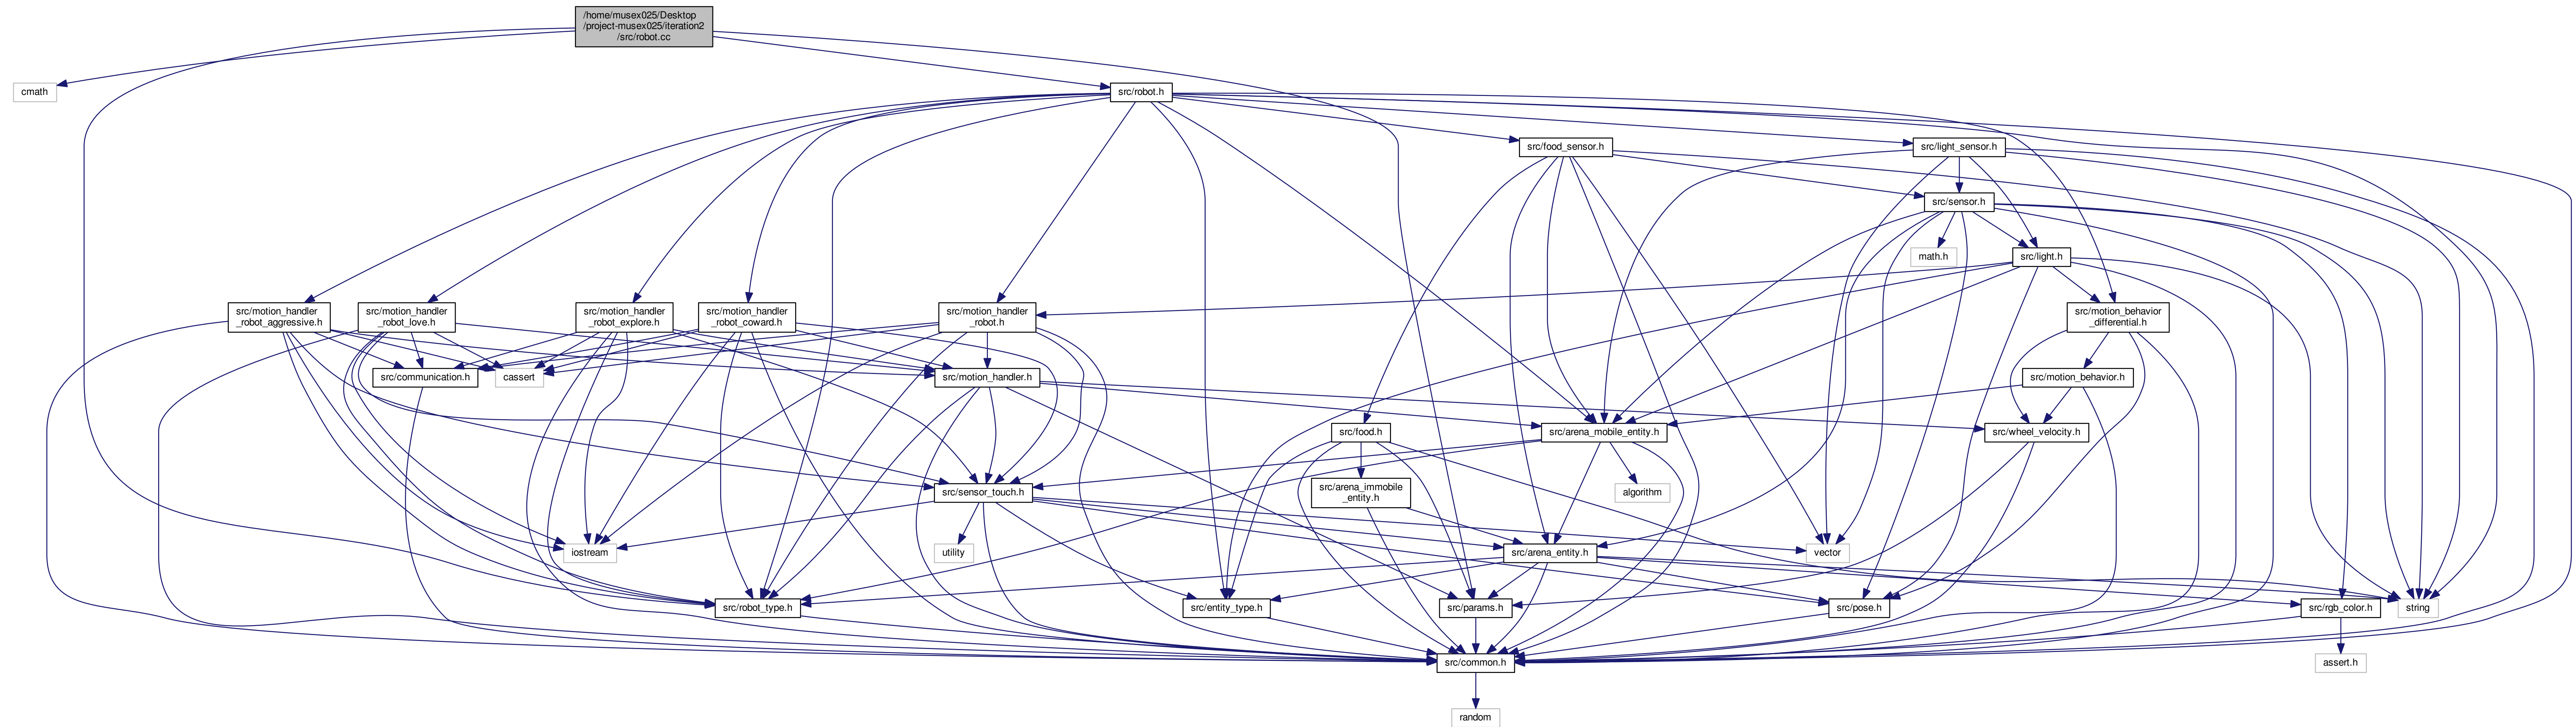 /home/musex025/Desktop
/project-musex025/iteration2
/src/robot.cc
cmath
src/robot.h
src/food_sensor.h
src/light_sensor.h
src/sensor.h
math.h
src/light.h
src/motion_handler
_robot_aggressive.h
src/motion_handler
_robot_love.h
src/motion_handler
_robot_explore.h
src/motion_handler
_robot_coward.h
src/motion_handler
_robot.h
src/motion_behavior
_differential.h
src/communication.h
cassert
src/motion_handler.h
src/motion_behavior.h
src/food.h
src/arena_mobile_entity.h
src/wheel_velocity.h
src/sensor_touch.h
src/arena_immobile
_entity.h
algorithm
iostream
utility
src/arena_entity.h
vector
src/robot_type.h
src/entity_type.h
src/params.h
src/pose.h
src/rgb_color.h
string
src/common.h
assert.h
random